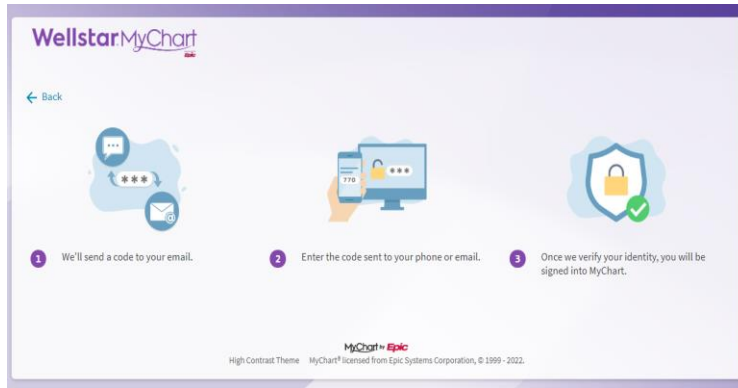 Wellstar MyChart
Epic
← Back
***
770
***
1 We'll send a code to your email.
2 Enter the code sent to your phone or email.
3 Once we verify your identity, you will be
signed into MyChart.
MyChart by Epic
High Contrast Theme MyChart® licensed from Epic Systems Corporation, © 1999 - 2022.